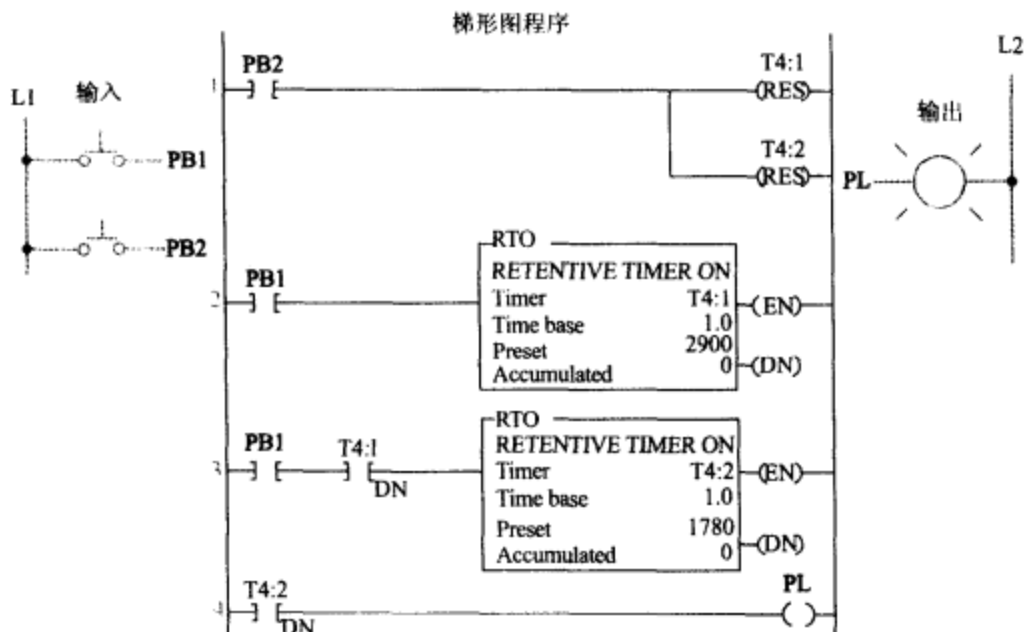 梯形图程序
L1
输入
PB1
PB2
L2
输出
PL
1
PB2
T4:1
(RES)
T4:2
(RES)
2
PB1
RTO
RETENTIVE TIMER ON
Timer T4:1
Time base 1.0
Preset 2900
Accumulated 0
(EN)
(DN)
3
PB1
T4:1
DN
RTO
RETENTIVE TIMER ON
Timer T4:2
Time base 1.0
Preset 1780
Accumulated 0
(EN)
(DN)
4
T4:2
DN
PL